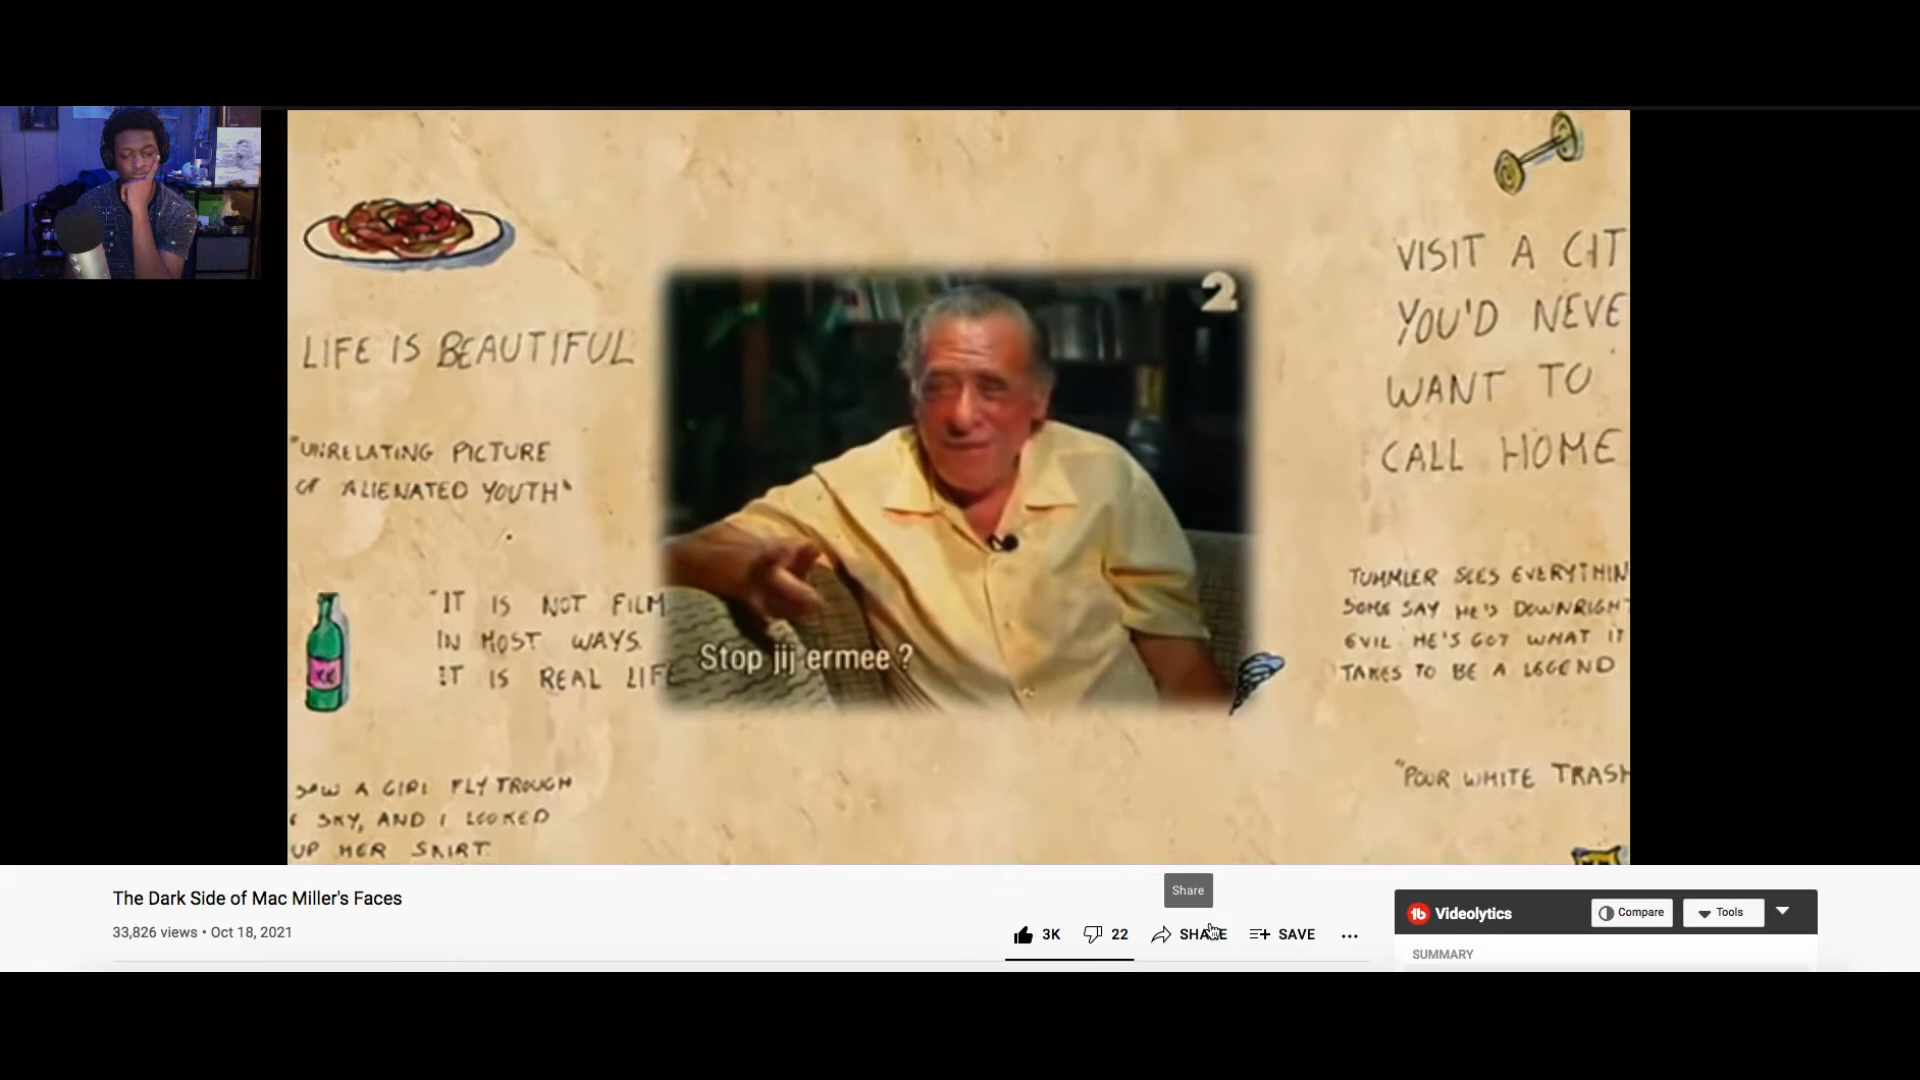 LIFE IS BEAUTIFUL
"UNRELATING PICTURE
OF ALIENATED YOUTH"
"IT IS NOT FILM
IN MOST WAYS.
IT IS REAL LIFE
SAW A GIRL FLY TROUGH
SKY, AND I LOOKED
UP HER SKIRT.
2
Stop jij ermee ?
VISIT A CIT
YOU'D NEVE
WANT TO
CALL HOME
TUMMLER SEES EVERYTHIN
SOME SAY HE'S DOWNRIGHT
EVIL. HE'S GOT WHAT IT
TAKES TO BE A LEGEND
"POUR WHITE TRASH
The Dark Side of Mac Miller's Faces
33,826 views • Oct 18, 2021
Share
3K 22 SHARE SAVE ...
tb Videolytics Compare Tools
SUMMARY